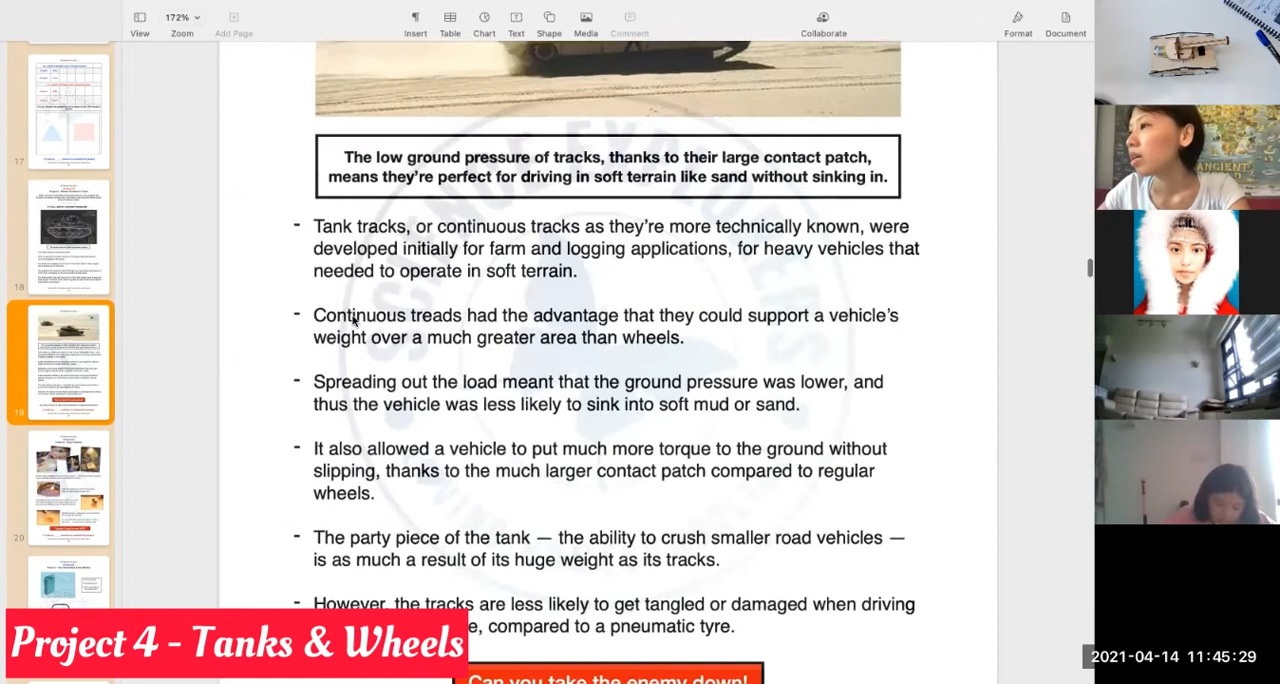 172%
View
Zoom
Add Page
Insert
Table
Chart
Text
Shape
Media
Comment
Collaborate
Format
Document
17
18
19
20
The low ground pressure of tracks, thanks to their large contact patch,
means they're perfect for driving in soft terrain like sand without sinking in.
- Tank tracks, or continuous tracks as they're more technically known, were
developed initially for farm and logging applications, for heavy vehicles that
needed to operate in soft terrain.
- Continuous treads had the advantage that they could support a vehicle's
weight over a much greater area than wheels.
- Spreading out the load meant that the ground pressure was lower, and
thus the vehicle was less likely to sink into soft mud or sand.
- It also allowed a vehicle to put much more torque to the ground without
slipping, thanks to the much larger contact patch compared to regular
wheels.
- The party piece of the tank — the ability to crush smaller road vehicles —
is as much a result of its huge weight as its tracks.
- However, the tracks are less likely to get tangled or damaged when driving
compared to a pneumatic tyre.
Can you take the enemy down!
Project 4 - Tanks & Wheels
ANCIENT
2021-04-14 11:45:29